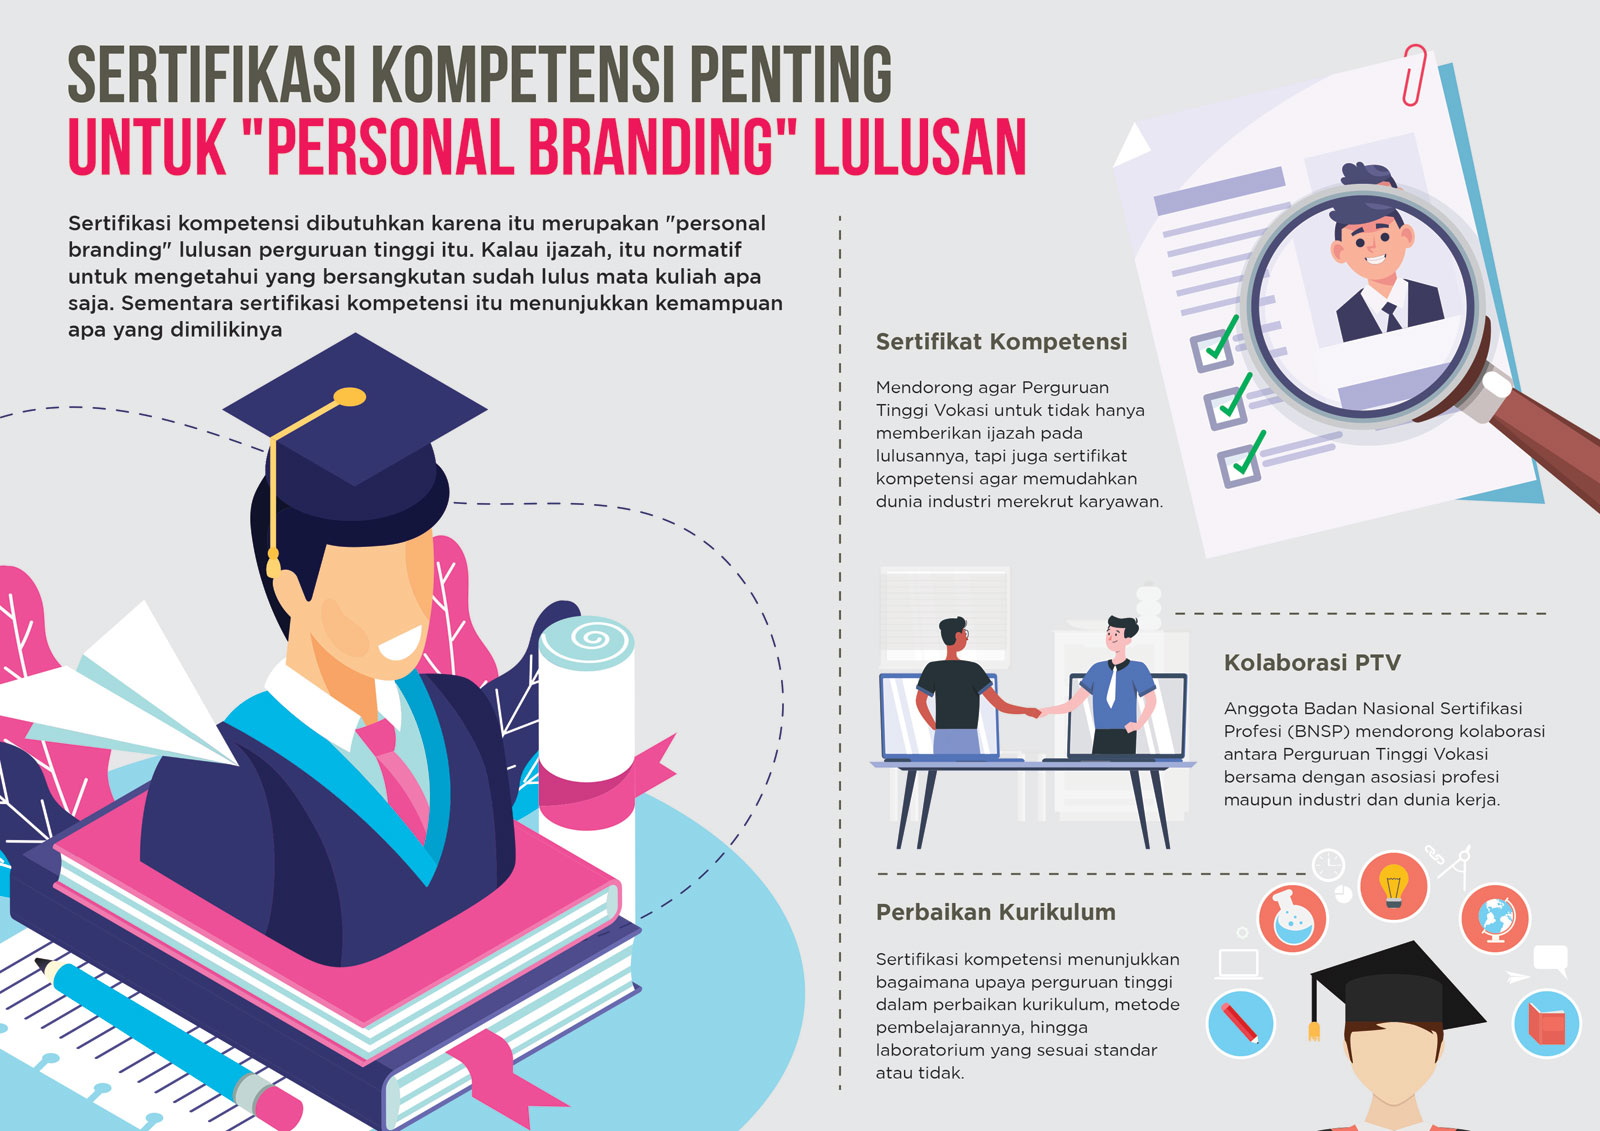 SERTIFIKASI KOMPETENSI PENTING
UNTUK "PERSONAL BRANDING" LULUSAN
Sertifikasi kompetensi dibutuhkan karena itu merupakan "personal
branding" lulusan perguruan tinggi itu. Kalau ijazah, itu normatif
untuk mengetahui yang bersangkutan sudah lulus mata kuliah apa
saja. Sementara sertifikasi kompetensi itu menunjukkan kemampuan
apa yang dimilikinya
Sertifikat Kompetensi
Mendorong agar Perguruan
Tinggi Vokasi untuk tidak hanya
memberikan ijazah pada
lulusannya, tapi juga sertifikat
kompetensi agar memudahkan
dunia industri merekrut karyawan.
Kolaborasi PTV
Anggota Badan Nasional Sertifikasi
Profesi (BNSP) mendorong kolaborasi
antara Perguruan Tinggi Vokasi
bersama dengan asosiasi profesi
maupun industri dan dunia kerja.
Perbaikan Kurikulum
Sertifikasi kompetensi menunjukkan
bagaimana upaya perguruan tinggi
dalam perbaikan kurikulum, metode
pembelajarannya, hingga
laboratorium yang sesuai standar
atau tidak.